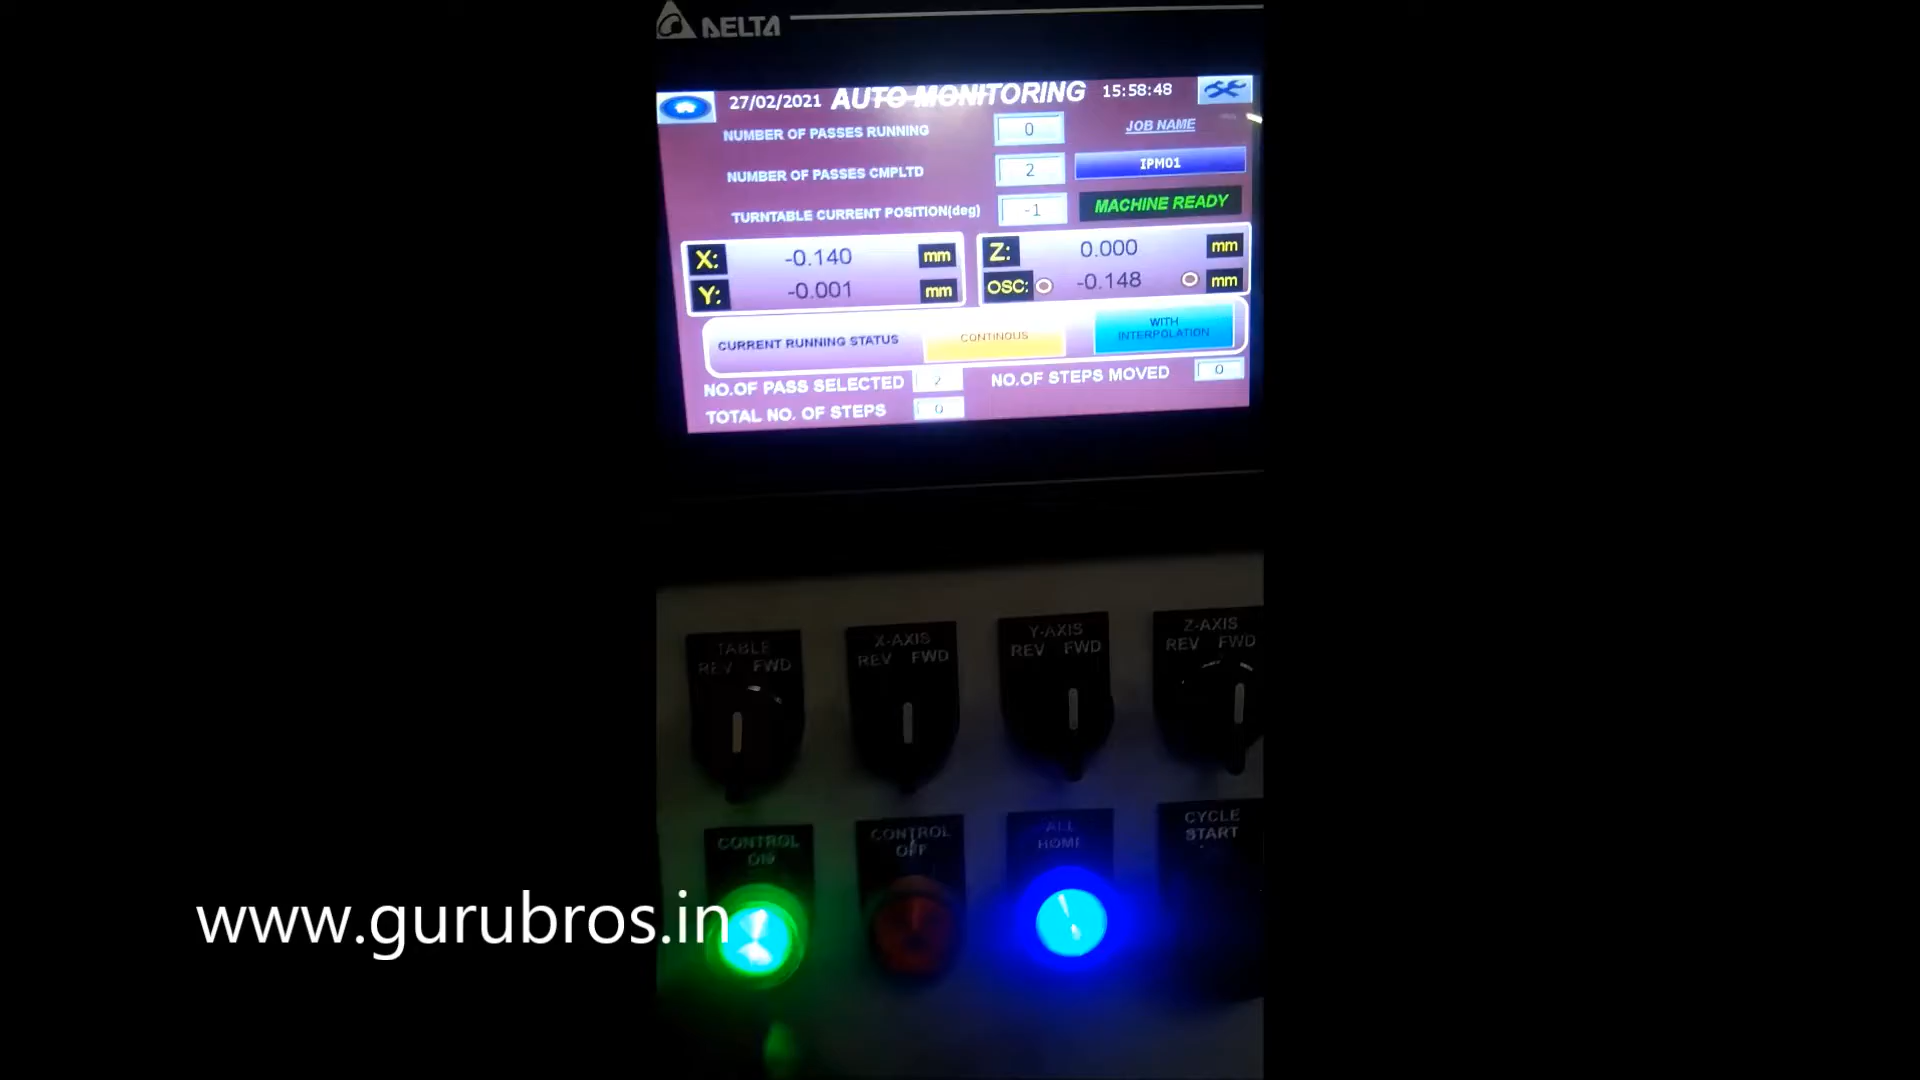 DELTA
27/02/2021 AUTO MONITORING 15:58:48
NUMBER OF PASSES RUNNING 0 JOB NAME
NUMBER OF PASSES CMPLTD 2 IPM01
TURNTABLE CURRENT POSITION(deg) -1 MACHINE READY
X: -0.140 mm Z: 0.000 mm
Y: -0.001 mm OSC: -0.148 mm
CURRENT RUNNING STATUS CONTINOUS WITH
INTERPOLATION
NO.OF PASS SELECTED 2 NO.OF STEPS MOVED 0
TOTAL NO. OF STEPS 0
TABLE
REV FWD
X-AXIS
REV FWD
Y-AXIS
REV FWD
Z-AXIS
REV FWD
CONTROL
ON
CONTROL
OFF
ALL
HOME
CYCLE
START
www.gurubros.in